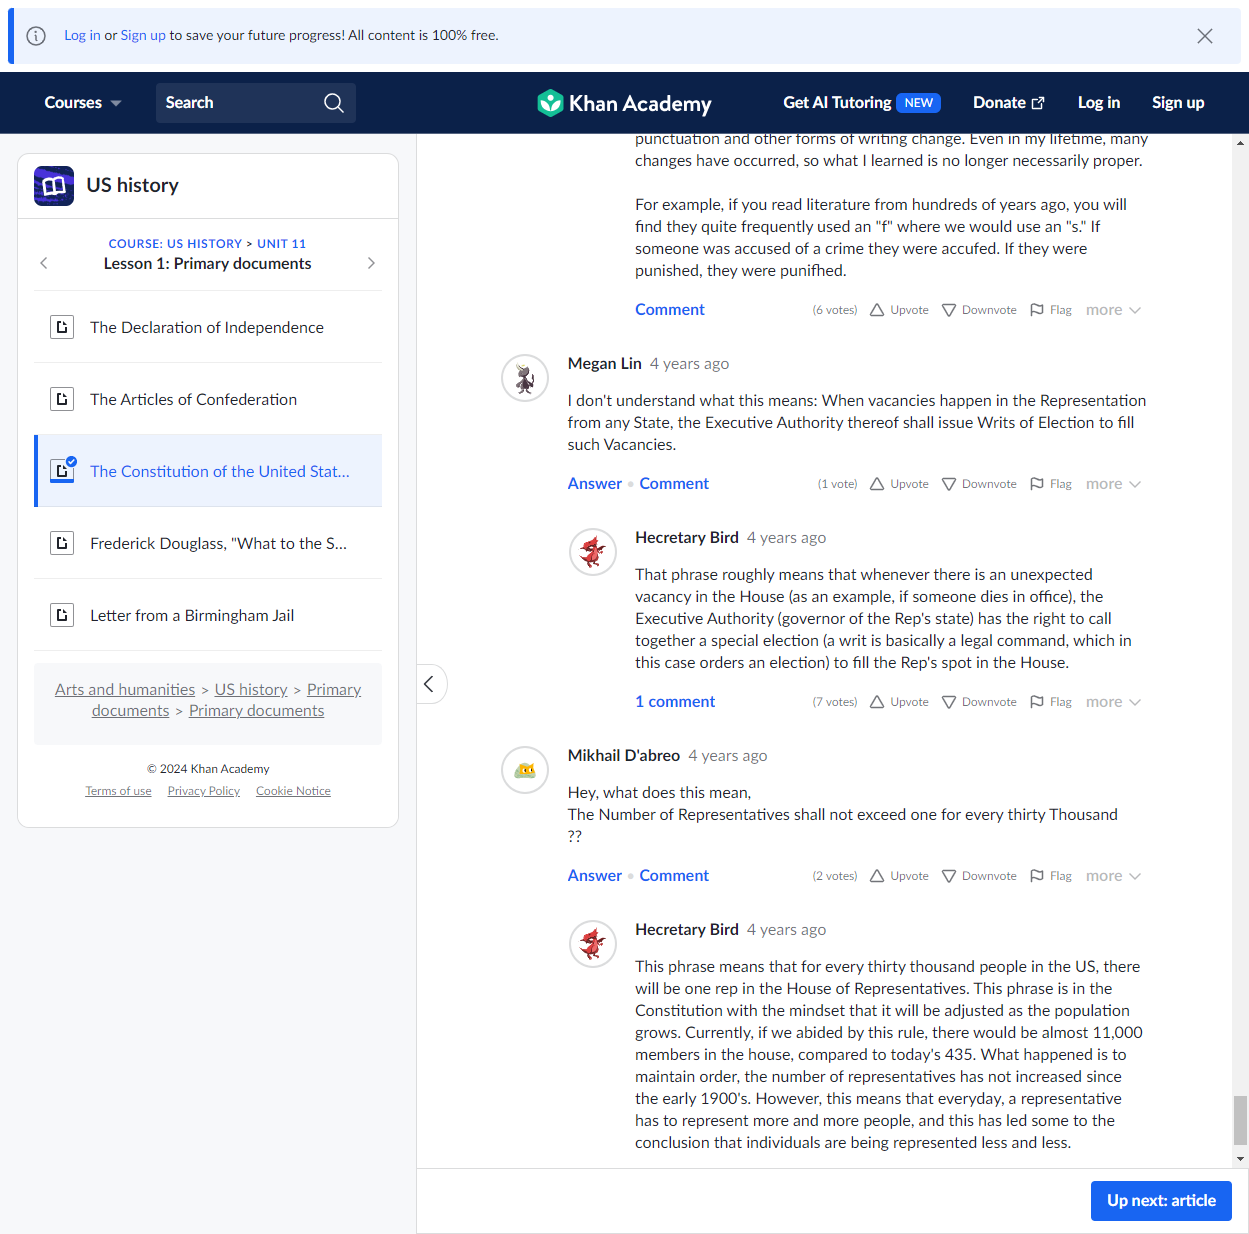 Log in or Sign up to save your future progress! All content is 100% free.
Courses
Search
Khan Academy
Get AI Tutoring NEW
Donate
Log in
Sign up
US history
COURSE: US HISTORY > UNIT 11
Lesson 1: Primary documents
The Declaration of Independence
The Articles of Confederation
The Constitution of the United Stat...
Frederick Douglass, "What to the S...
Letter from a Birmingham Jail
Arts and humanities > US history > Primary
documents > Primary documents
© 2024 Khan Academy
Terms of use Privacy Policy Cookie Notice
punctuation and other forms of writing change. Even in my lifetime, many
changes have occurred, so what I learned is no longer necessarily proper.
For example, if you read literature from hundreds of years ago, you will
find they quite frequently used an "f" where we would use an "s." If
someone was accused of a crime they were accufed. If they were
punished, they were punifhed.
Comment (6 votes) Upvote Downvote Flag more
Megan Lin 4 years ago
I don't understand what this means: When vacancies happen in the Representation
from any State, the Executive Authority thereof shall issue Writs of Election to fill
such Vacancies.
Answer • Comment (1 vote) Upvote Downvote Flag more
Hecretary Bird 4 years ago
That phrase roughly means that whenever there is an unexpected
vacancy in the House (as an example, if someone dies in office), the
Executive Authority (governor of the Rep's state) has the right to call
together a special election (a writ is basically a legal command, which in
this case orders an election) to fill the Rep's spot in the House.
1 comment (7 votes) Upvote Downvote Flag more
Mikhail D'abreo 4 years ago
Hey, what does this mean,
The Number of Representatives shall not exceed one for every thirty Thousand
??
Answer • Comment (2 votes) Upvote Downvote Flag more
Hecretary Bird 4 years ago
This phrase means that for every thirty thousand people in the US, there
will be one rep in the House of Representatives. This phrase is in the
Constitution with the mindset that it will be adjusted as the population
grows. Currently, if we abided by this rule, there would be almost 11,000
members in the house, compared to today's 435. What happened is to
maintain order, the number of representatives has not increased since
the early 1900's. However, this means that everyday, a representative
has to represent more and more people, and this has led some to the
conclusion that individuals are being represented less and less.
Up next: article